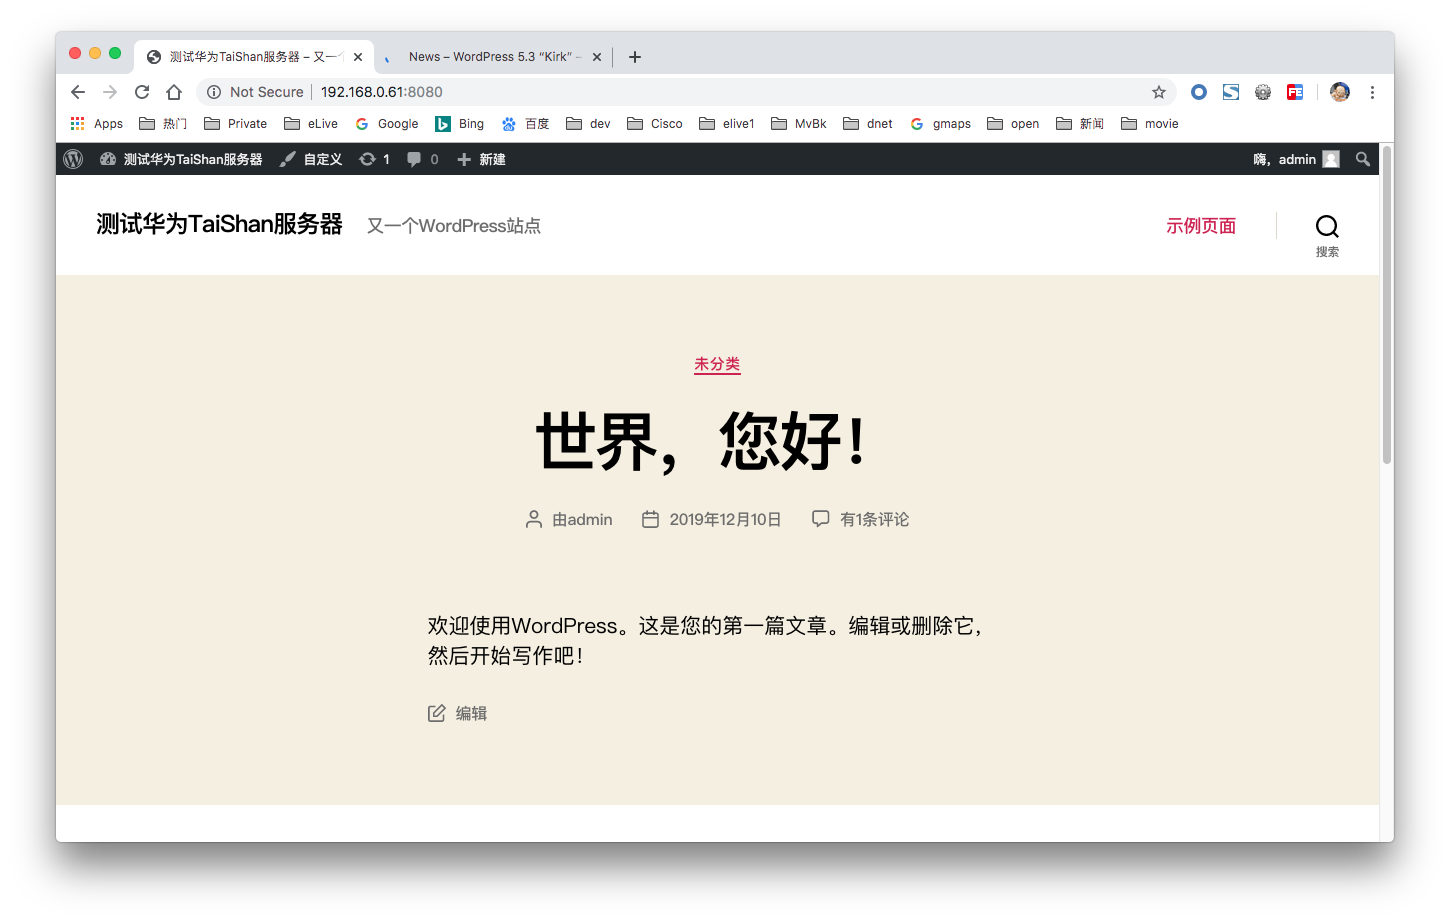 测试华为TaiShan服务器 – 又一个
News – WordPress 5.3 “Kirk” –
Not Secure 192.168.0.61:8080
Apps 热门 Private eLive Google Bing 百度 dev Cisco elive1 MvBk dnet gmaps open 新闻 movie
测试华为TaiShan服务器 自定义 1 0 新建 嗨，admin
测试华为TaiShan服务器 又一个WordPress站点 示例页面
搜索
未分类
世界，您好！
由admin 2019年12月10日 有1条评论
欢迎使用WordPress。这是您的第一篇文章。编辑或删除它，
然后开始写作吧！
编辑